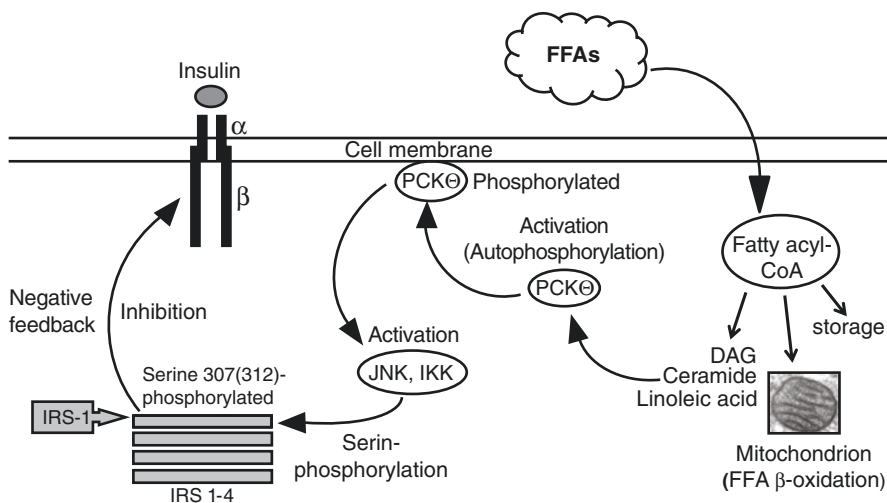 FFAs
Insulin
α
Cell membrane
β
PCKΘ
Phosphorylated
Activation
(Autophosphorylation)
PCKΘ
Fatty acyl-
CoA
storage
DAG
Ceramide
Linoleic acid
Mitochondrion
(FFA β-oxidation)
Negative
feedback
Inhibition
Activation
JNK, IKK
Serine 307(312)-
phosphorylated
IRS-1
Serin-
phosphorylation
IRS 1-4